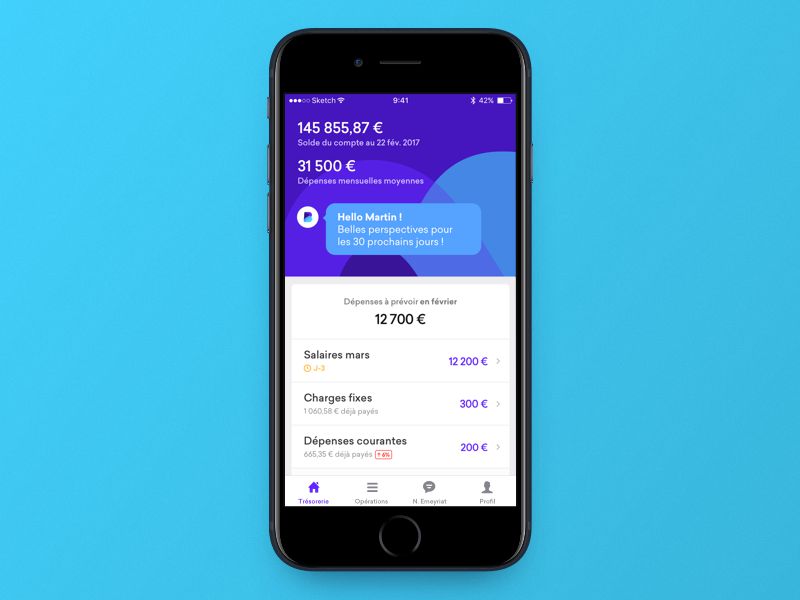 Sketch 9:41 42%
145 855,87 €
Solde du compte au 22 fév. 2017
31 500 €
Dépenses mensuelles moyennes
Hello Martin !
Belles perspectives pour
les 30 prochains jours !
Dépenses à prévoir en février
12 700 €
Salaires mars
12 200 €
J-3
Charges fixes
300 €
1 060,58 € déjà payés
Dépenses courantes
200 €
665,35 € déjà payés ↑ 6%
Trésorerie Opérations N. Emeyriat Profil